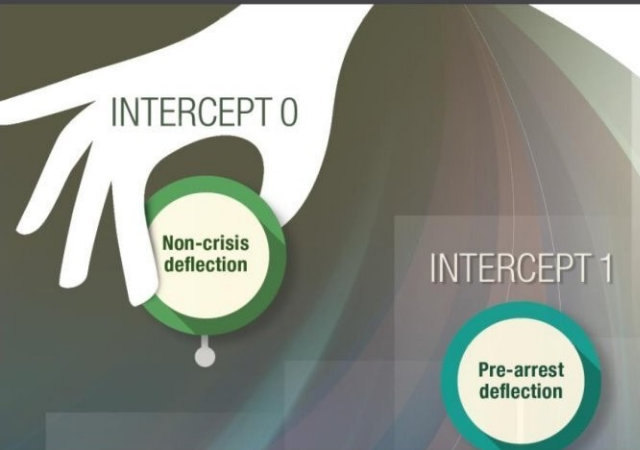 INTERCEPT 0
Non-crisis
deflection
INTERCEPT 1
Pre-arrest
deflection